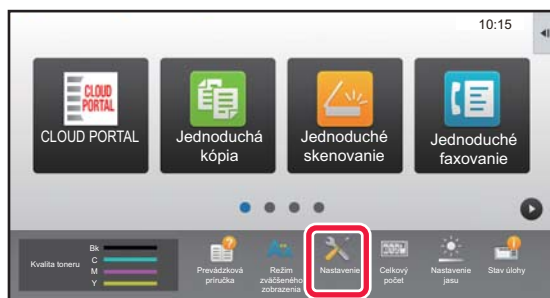 10:15
CLOUD
PORTAL
CLOUD PORTAL
Jednoduchá
kópia
Jednoduché
skenovanie
Jednoduché
faxovanie
Kvalita toneru
Bk
C
M
Y
Prevádzková
príručka
Režim
zväčšeného
zobrazenia
Nastavenie
Celkový
počet
Nastavenie
jasu
Stav úlohy